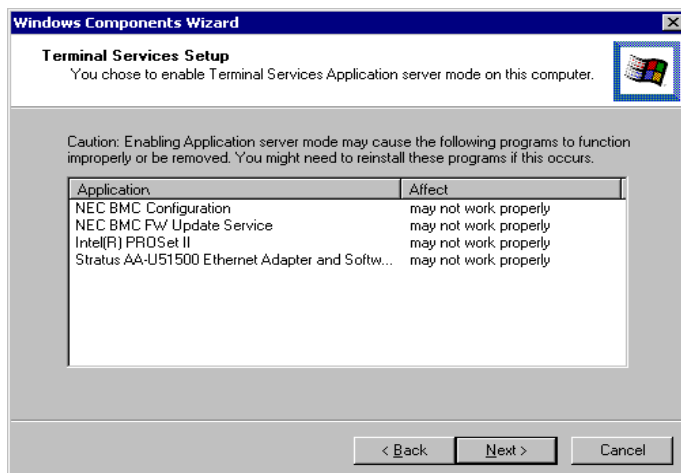 Windows Components Wizard
Terminal Services Setup
You chose to enable Terminal Services Application server mode on this computer.
Caution: Enabling Application server mode may cause the following programs to function
improperly or be removed. You might need to reinstall these programs if this occurs.
Application Affect
NEC BMC Configuration may not work properly
NEC BMC FW Update Service may not work properly
Intel(R) PROSet II may not work properly
Stratus AA-U51500 Ethernet Adapter and Softw... may not work properly
< Back Next > Cancel